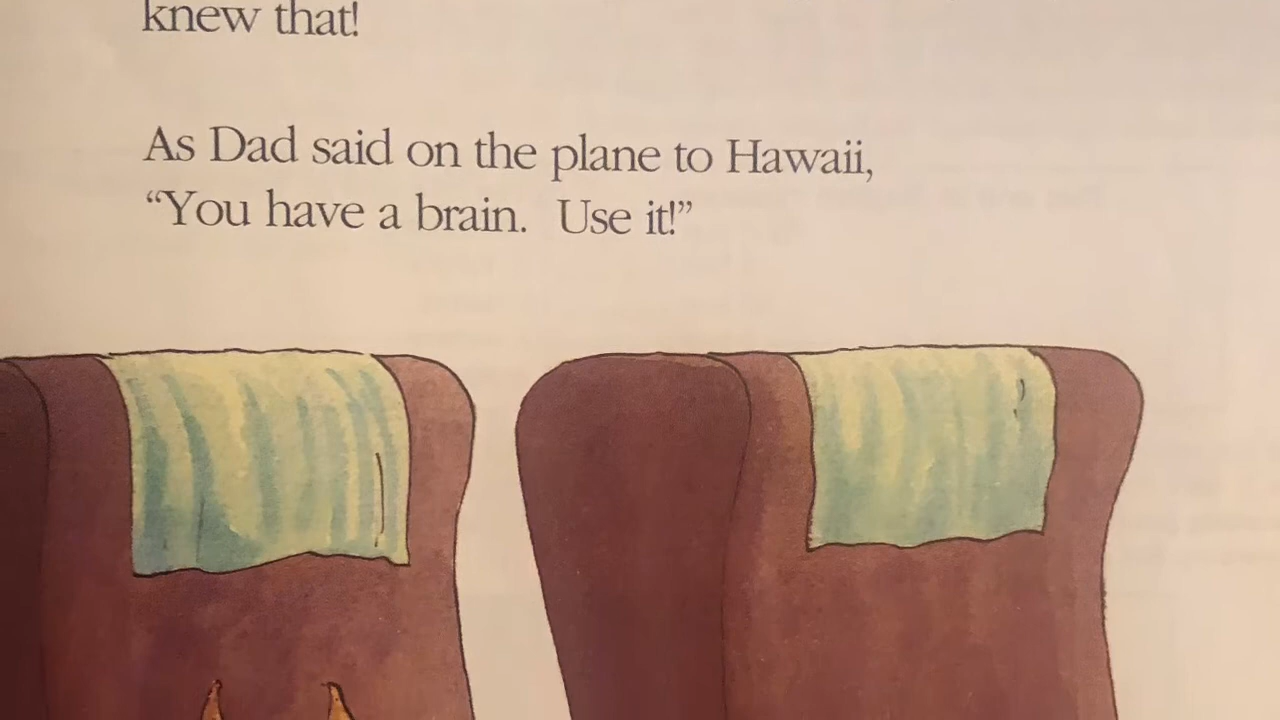 knew that!
As Dad said on the plane to Hawaii,
“You have a brain.  Use it!”